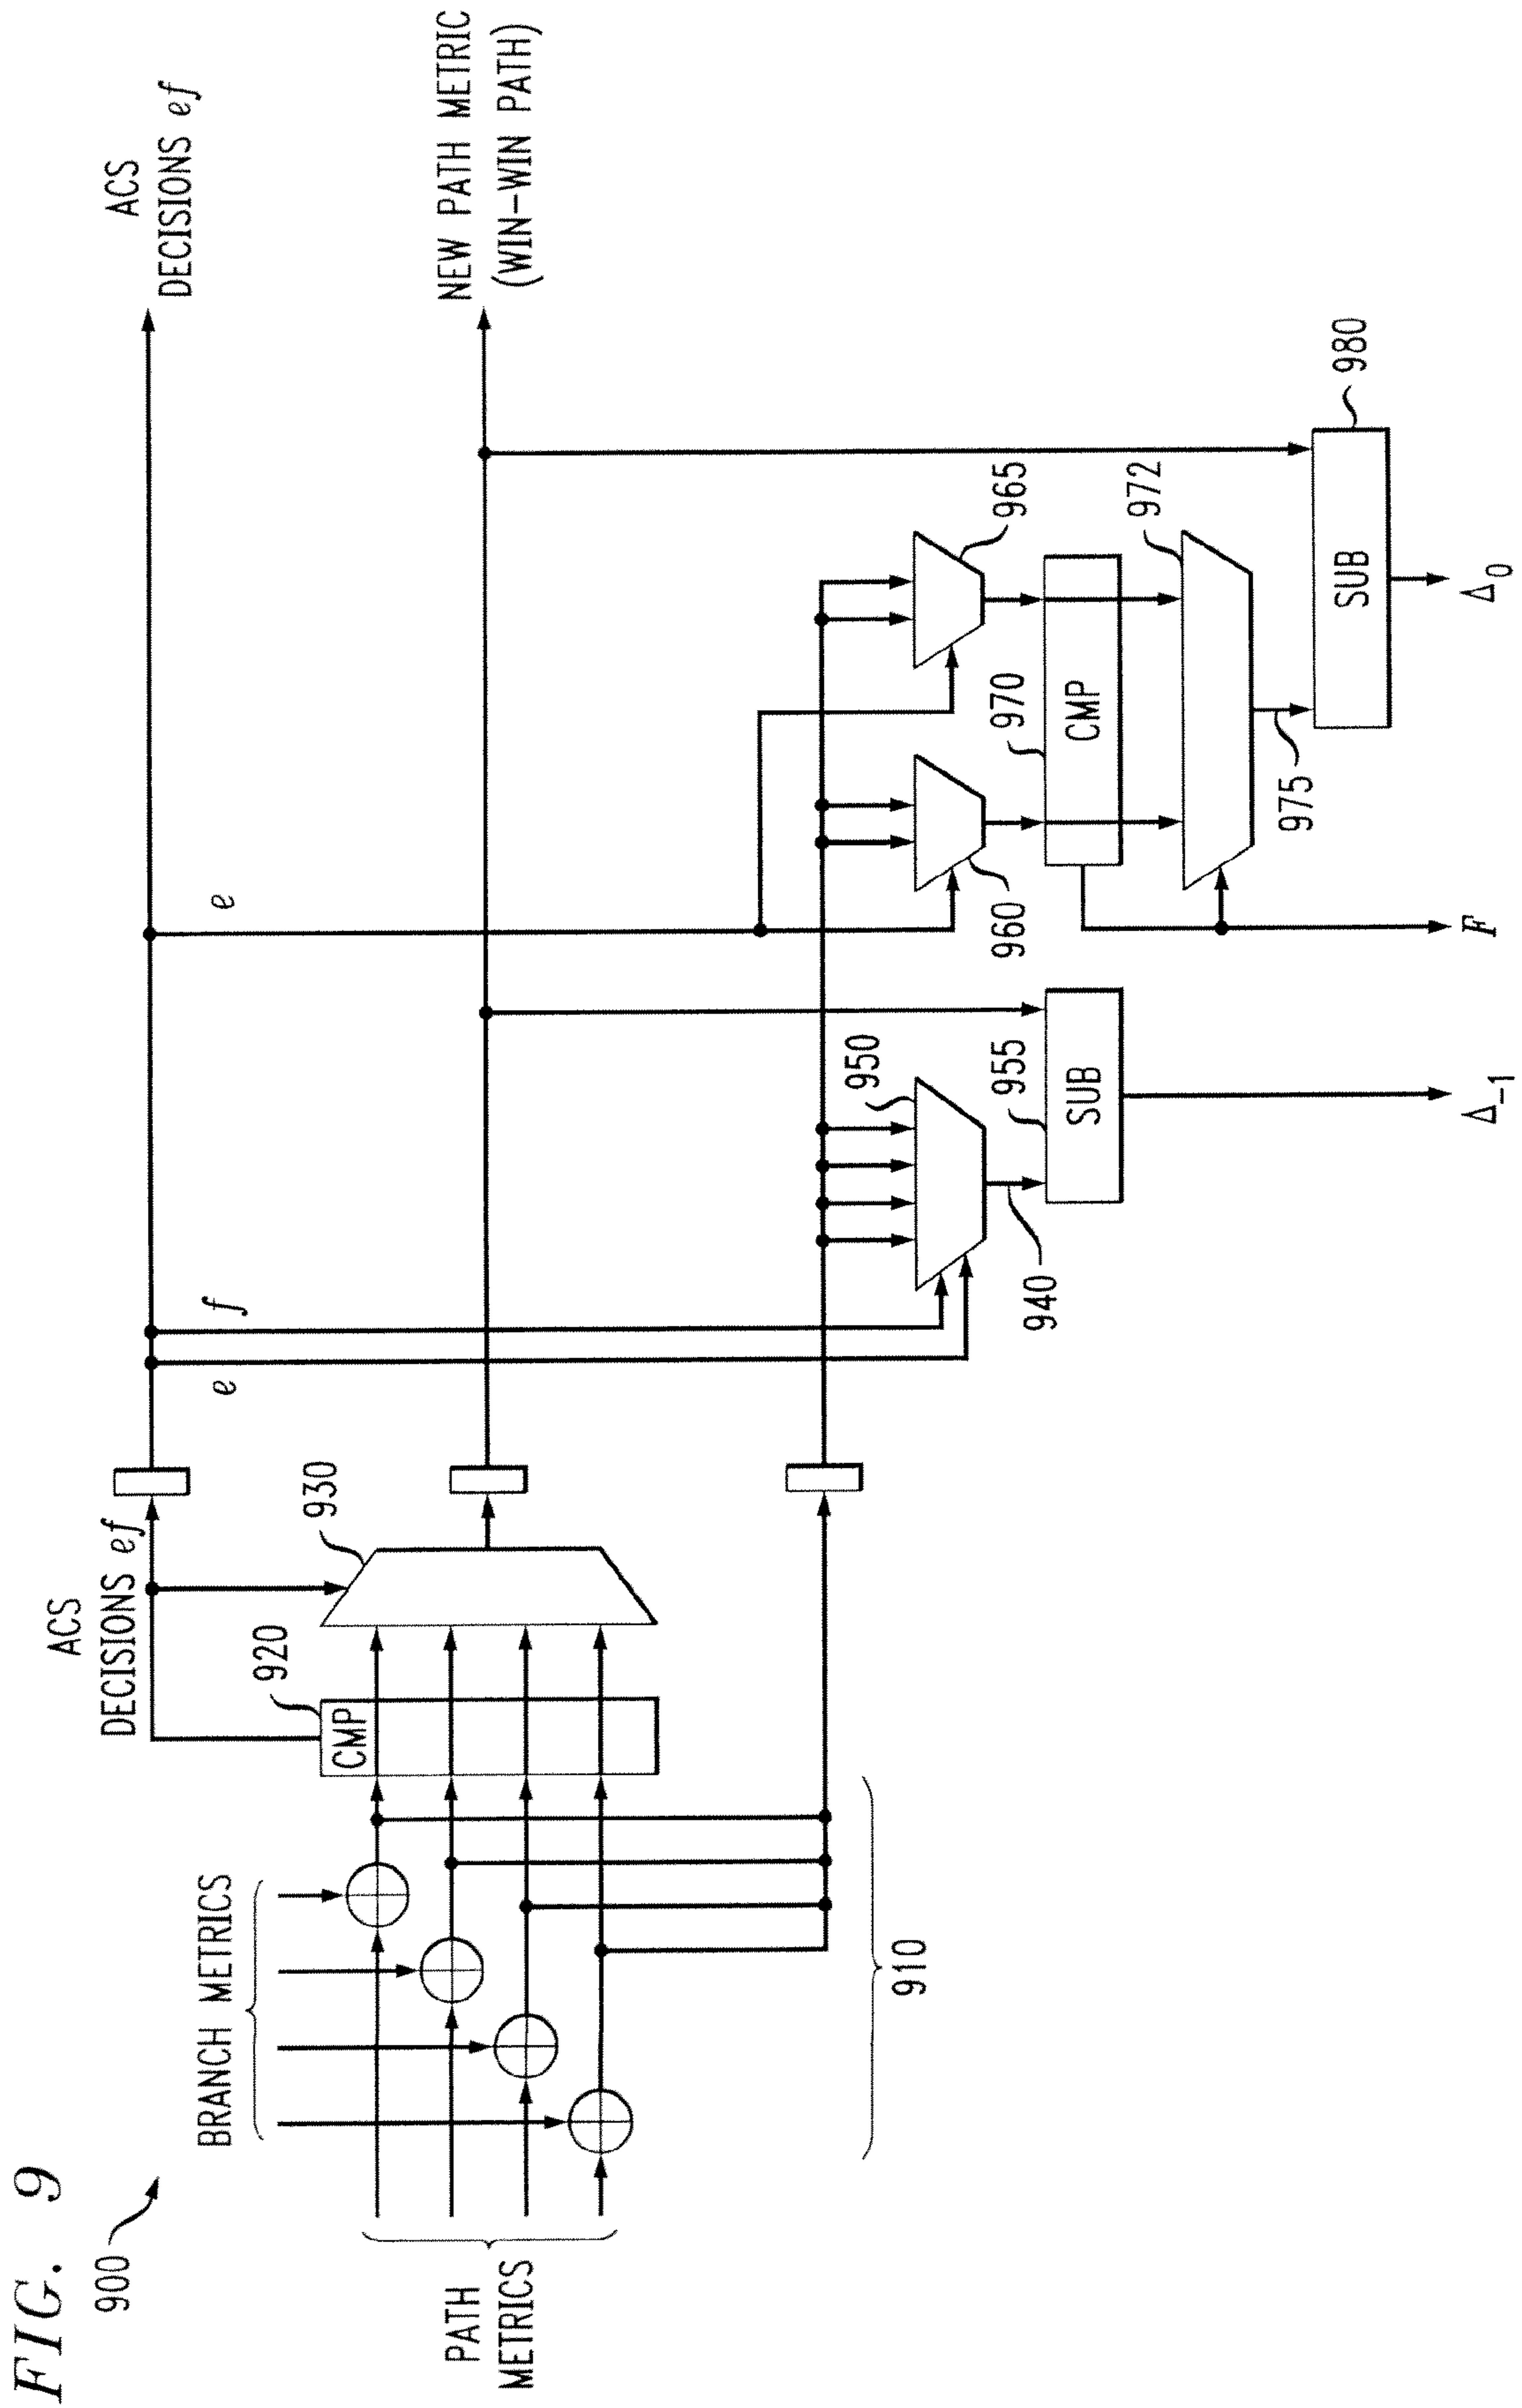 FIG. 9
900
PATH
METRICS
BRANCH METRICS
910
920
CMP
ACS
DECISIONS ef
930
e
f
940
950
955
SUB
Δ-1
e
F
960
965
970
CMP
972
975
SUB
980
Δ0
ACS
DECISIONS ef
NEW PATH METRIC
(WIN-WIN PATH)